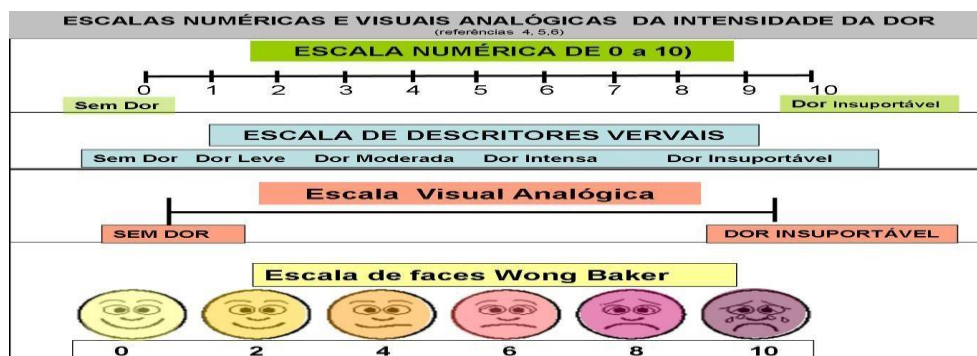 ESCALAS NUMÉRICAS E VISUAIS ANALÓGICAS DA INTENSIDADE DA DOR
(referências 4, 5,6)
ESCALA NUMÉRICA DE 0 a 10)
0 1 2 3 4 5 6 7 8 9 10
Sem Dor Dor Insuportável
ESCALA DE DESCRITORES VERVAIS
Sem Dor Dor Leve Dor Moderada Dor Intensa Dor Insuportável
Escala Visual Analógica
SEM DOR DOR INSUPORTÁVEL
Escala de faces Wong Baker
0 2 4 6 8 10